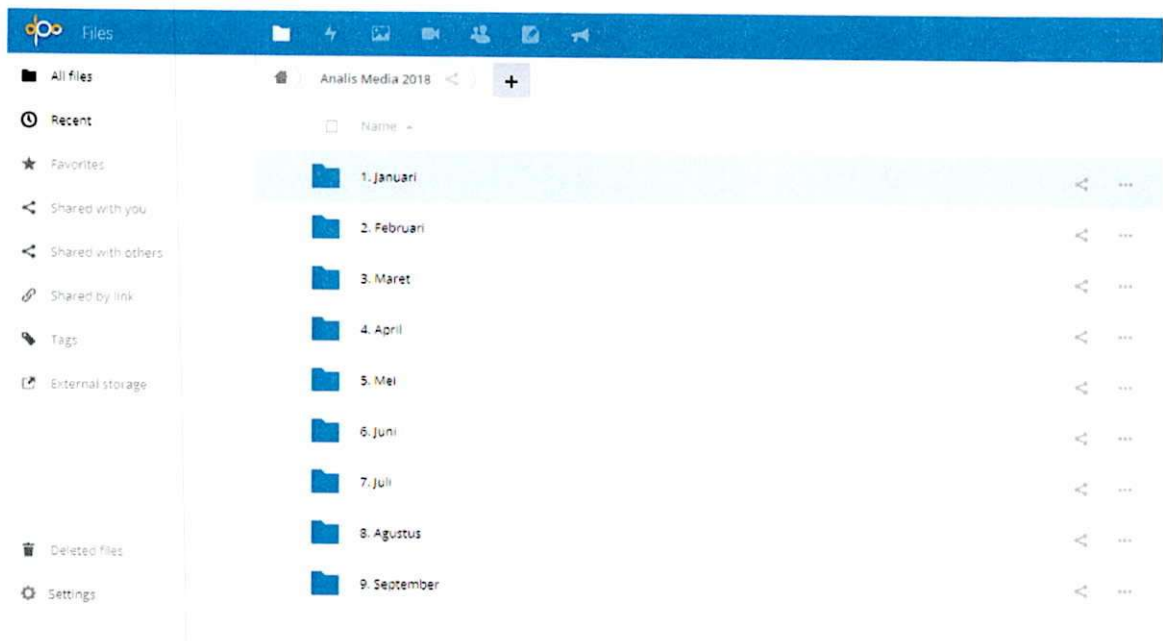 Files
All files
Recent
Favorites
Shared with you
Shared with others
Shared by link
Tags
External storage
Deleted files
Settings
Analis Media 2018
+
Name
1. Januari
2. Februari
3. Maret
4. April
5. Mei
6. Juni
7. Juli
8. Agustus
9. September